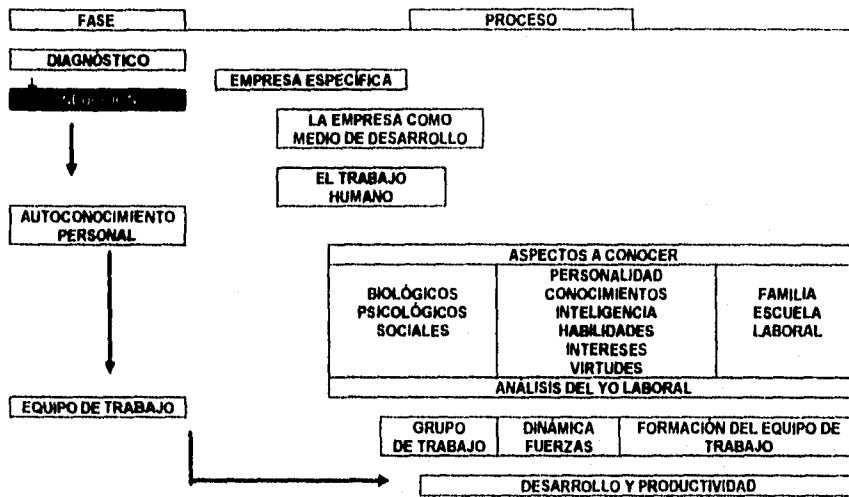 FASE
PROCESO
DIAGNÓSTICO
EMPRESA ESPECÍFICA
LA EMPRESA COMO
MEDIO DE DESARROLLO
EL TRABAJO
HUMANO
AUTOCONOCIMIENTO
PERSONAL
ASPECTOS A CONOCER
BIOLÓGICOS
PSICOLÓGICOS
SOCIALES
PERSONALIDAD
CONOCIMIENTOS
INTELIGENCIA
HABILIDADES
INTERESES
VIRTUDES
FAMILIA
ESCUELA
LABORAL
ANÁLISIS DEL YO LABORAL
EQUIPO DE TRABAJO
GRUPO
DE TRABAJO
DINÁMICA
FUERZAS
FORMACIÓN DEL EQUIPO DE
TRABAJO
DESARROLLO Y PRODUCTIVIDAD